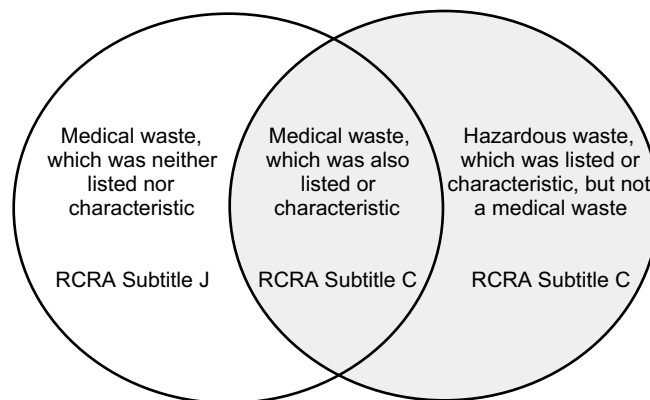 Medical waste,
which was neither
listed nor
characteristic
RCRA Subtitle J
Medical waste,
which was also
listed or
characteristic
RCRA Subtitle C
Hazardous waste,
which was listed or
characteristic, but not
a medical waste
RCRA Subtitle C